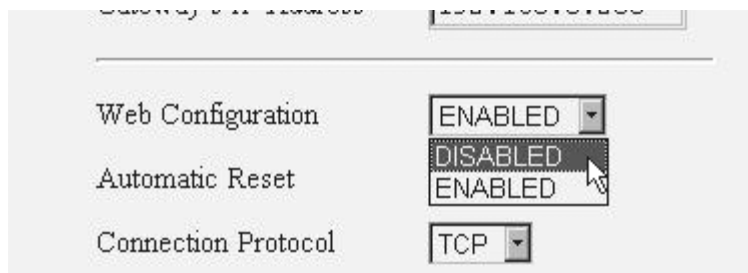 Web Configuration ENABLED
DISABLED
Automatic Reset ENABLED
Connection Protocol TCP